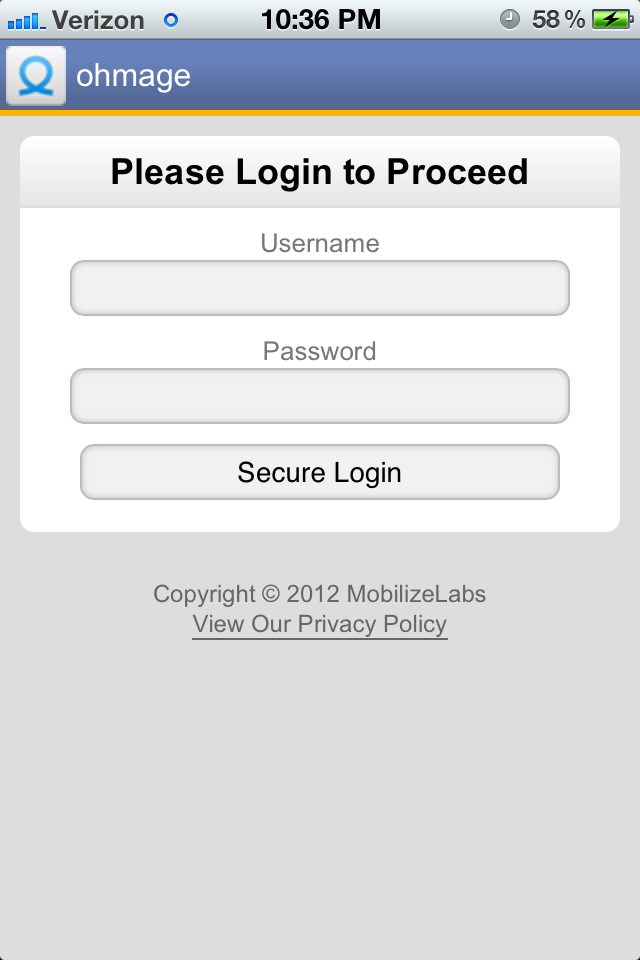 Verizon 10:36 PM 58%
ohmage
Please Login to Proceed
Username
Password
Secure Login
Copyright © 2012 MobilizeLabs
View Our Privacy Policy